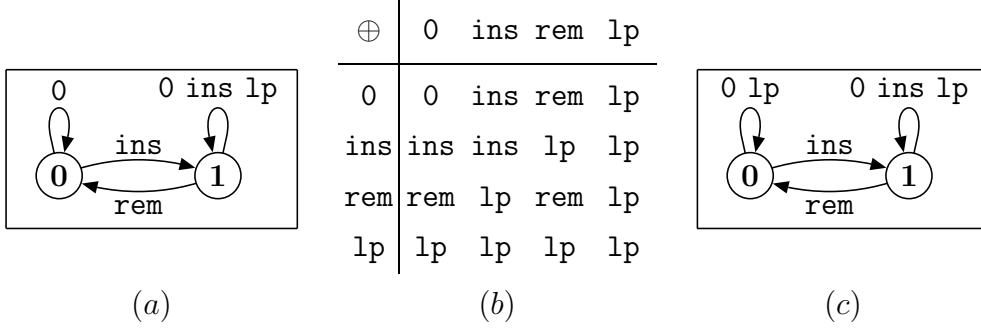 0
0 ins lp
ins
0
1
rem
(a)
⊕ 0 ins rem lp
0 0 ins rem lp
ins ins ins lp lp
rem rem lp rem lp
lp lp lp lp lp
(b)
0 lp
0 ins lp
ins
0
1
rem
(c)